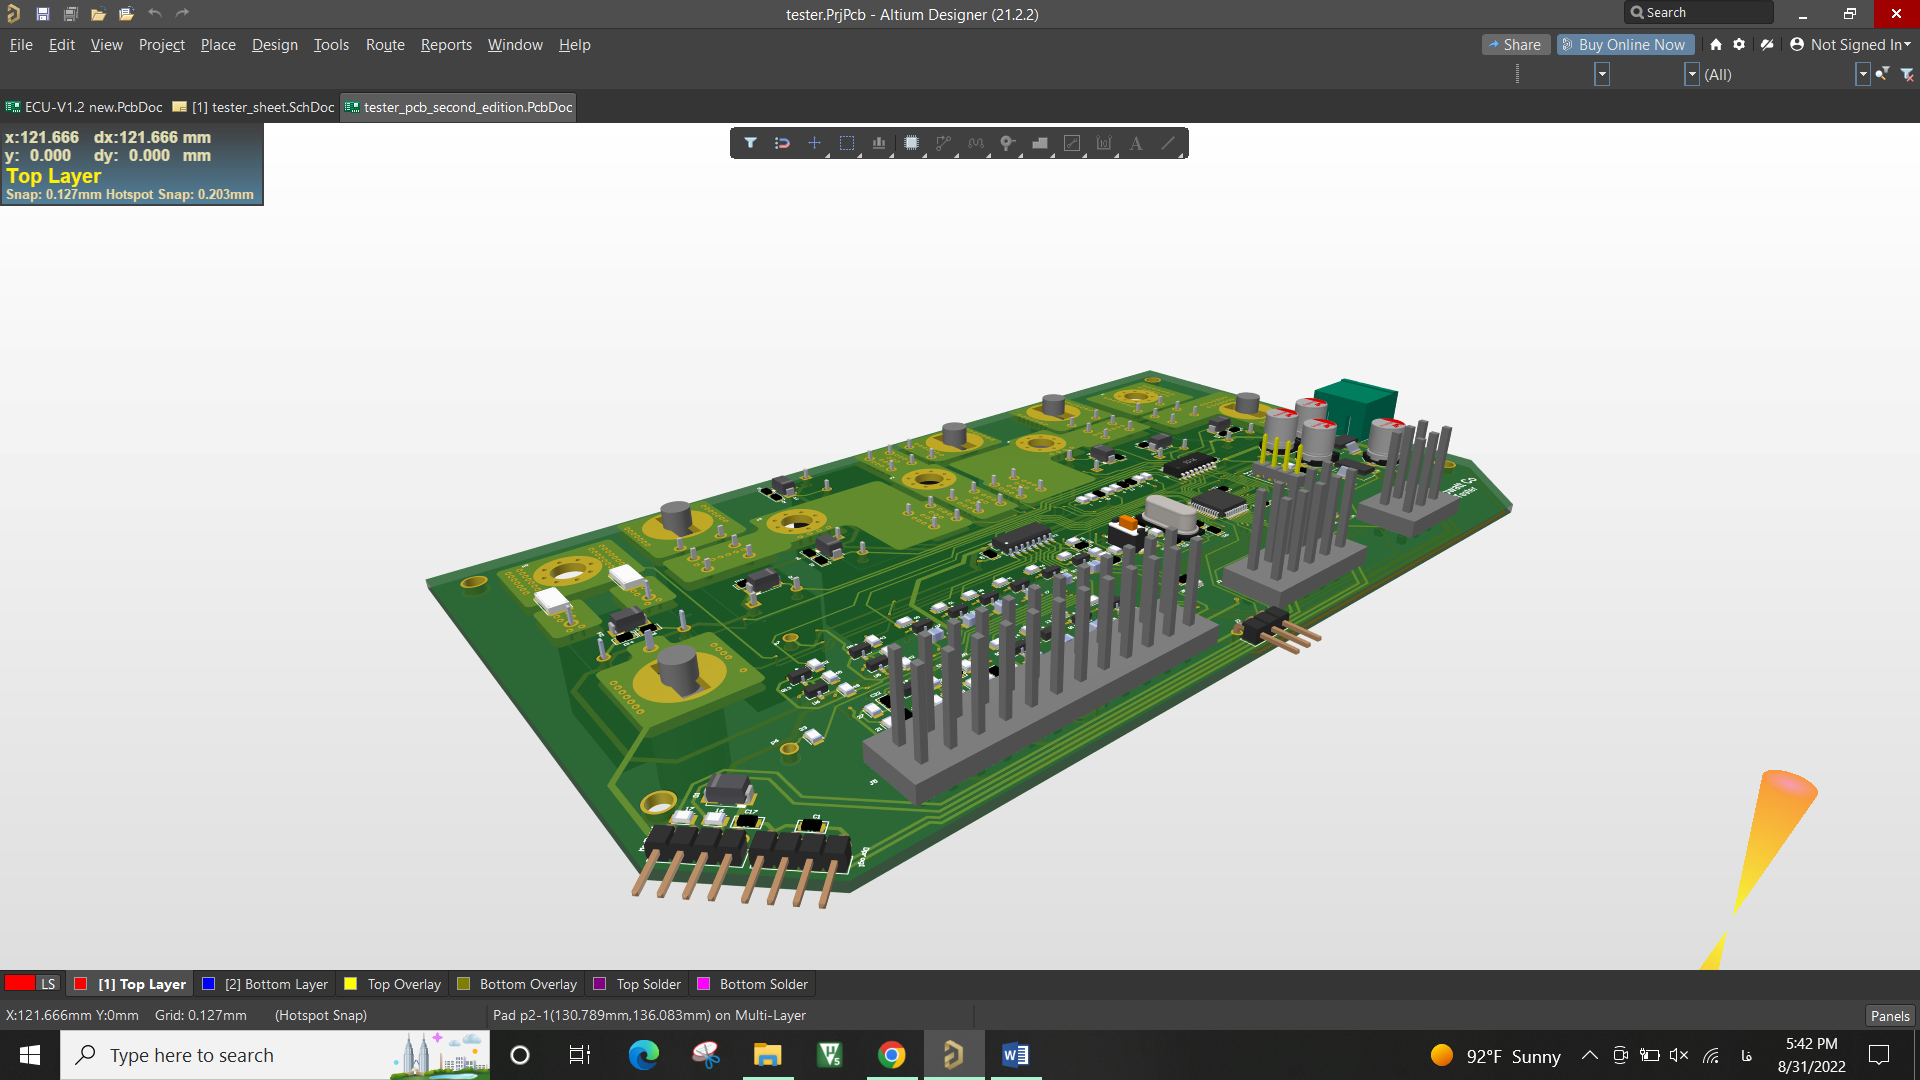 tester.PrjPcb - Altium Designer (21.2.2)
Search
File Edit View Project Place Design Tools Route Reports Window Help
Share Buy Online Now Not Signed In
(All)
ECU-V1.2 new.PcbDoc [1] tester_sheet.SchDoc tester_pcb_second_edition.PcbDoc
x:121.666 dx:121.666 mm
y: 0.000 dy: 0.000 mm
Top Layer
Snap: 0.127mm Hotspot Snap: 0.203mm
Tester
C17
C1
LS [1] Top Layer [2] Bottom Layer Top Overlay Bottom Overlay Top Solder Bottom Solder
X:121.666mm Y:0mm Grid: 0.127mm (Hotspot Snap) Pad p2-1(130.789mm,136.083mm) on Multi-Layer Panels
Type here to search
92°F Sunny
فا
5:42 PM
8/31/2022